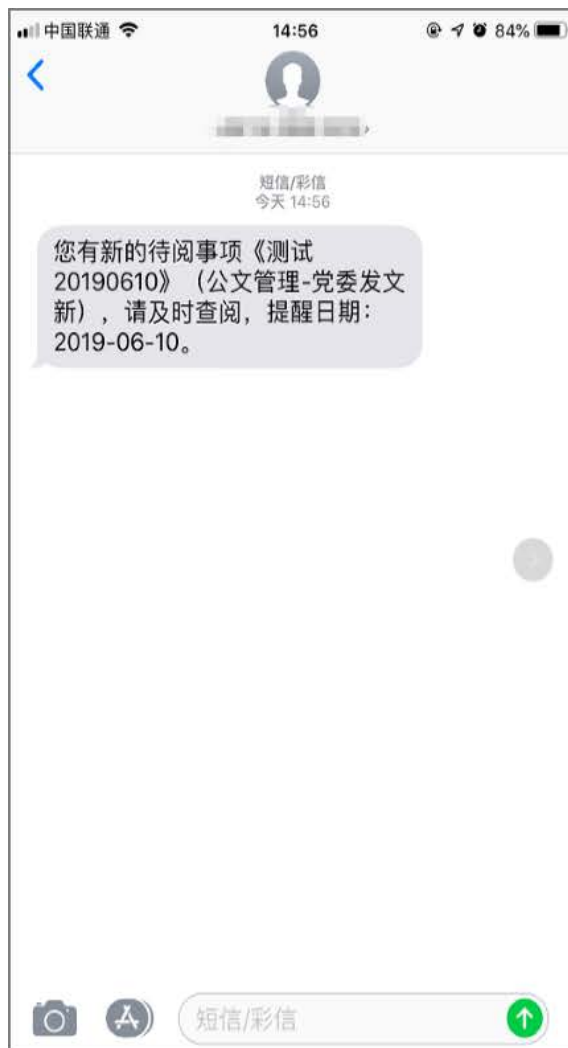 中国联通 14:56 84%
短信/彩信
今天 14:56
您有新的待阅事项《测试
20190610》（公文管理-党委发文
新），请及时查阅，提醒日期：
2019-06-10。
短信/彩信